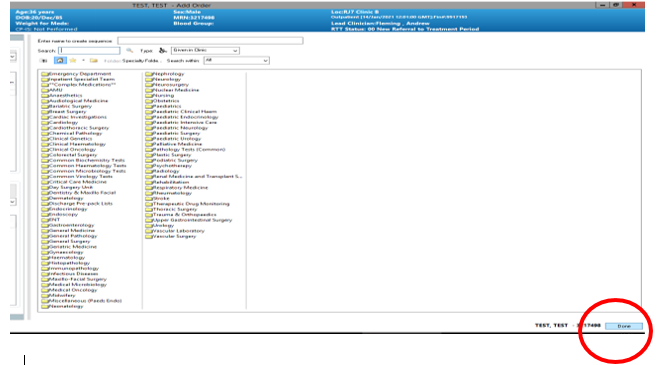 TEST, TEST - Add Order
Age:36 years
Sex:Male
Loc:RJ7 Clinic B
DOB:20/Dec/85
MRN:3217498
Outpatient
Weight for Meds:
Blood Group:
Lead Clinician:Fleming , Andrew
CP-IS: Not Performed
RTT Status: 00 New Referral to Treatment Period
Enter name to create sequence:
Search:
Type:
Given in Clinic
Folder: Specialty Folde..
Search within:
All
Emergency Department
Inpatient Specialist Team
**Complex Medications**
AMU
Anaesthetics
Audiological Medicine
Bariatric Surgery
Breast Surgery
Cardiac Investigations
Cardiology
Cardiothoracic Surgery
Chemical Pathology
Clinical Genetics
Clinical Haematology
Clinical Oncology
Colorectal Surgery
Common Biochemistry Tests
Common Haematology Tests
Common Microbiology Tests
Common Virology Tests
Critical Care Medicine
Day Surgery Unit
Dentistry & Maxillo Facial
Dermatology
Discharge Pre-pack Lists
Endocrinology
Endoscopy
ENT
Gastroenterology
General Medicine
General Pathology
General Surgery
Geriatric Medicine
Gynaecology
Haematology
Histopathology
Immunopathology
Infectious Diseases
Maxillo-Facial Surgery
Medical Microbiology
Medical Oncology
Midwifery
Miscellaneous (Paeds Endo)
Neonatology
Nephrology
Neurology
Neurosurgery
Nuclear Medicine
Nursing
Obstetrics
Paediatrics
Paediatric Clinical Haem
Paediatric Endocrinology
Paediatric Intensive Care
Paediatric Neurology
Paediatric Surgery
Paediatric Urology
Palliative Medicine
Pathology Tests (Common)
Plastic Surgery
Podiatric Surgery
Psychotherapy
Radiology
Renal Medicine and Transplant S...
Rehabilitation
Respiratory Medicine
Rheumatology
Stroke
Therapeutic Drug Monitoring
Thoracic Surgery
Trauma & Orthopaedics
Upper Gastrointestinal Surgery
Urology
Vascular Laboratory
Vascular Surgery
TEST, TEST - 3217498
Done